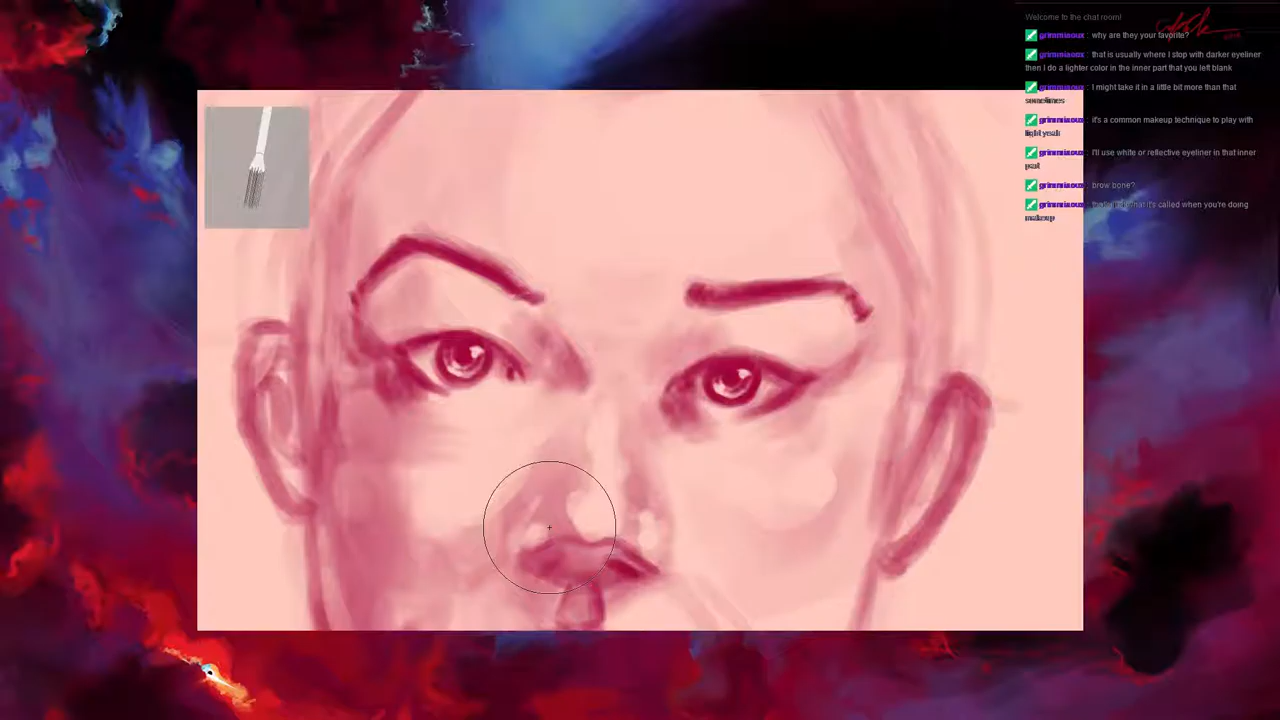 Welcome to the chat room!
grimmiaoux : why are they your favorite?
grimmiaoux : that is usually where I stop with darker eyeliner
then I do a lighter color in the inner part that you left blank
grimmiaoux : I might take it in a little bit more than that
sometimes
grimmiaoux : it's a common makeup technique to play with
light yeah
grimmiaoux : I'll use white or reflective eyeliner in that inner
part
grimmiaoux : brow bone?
grimmiaoux : what it's called when you're doing
makeup